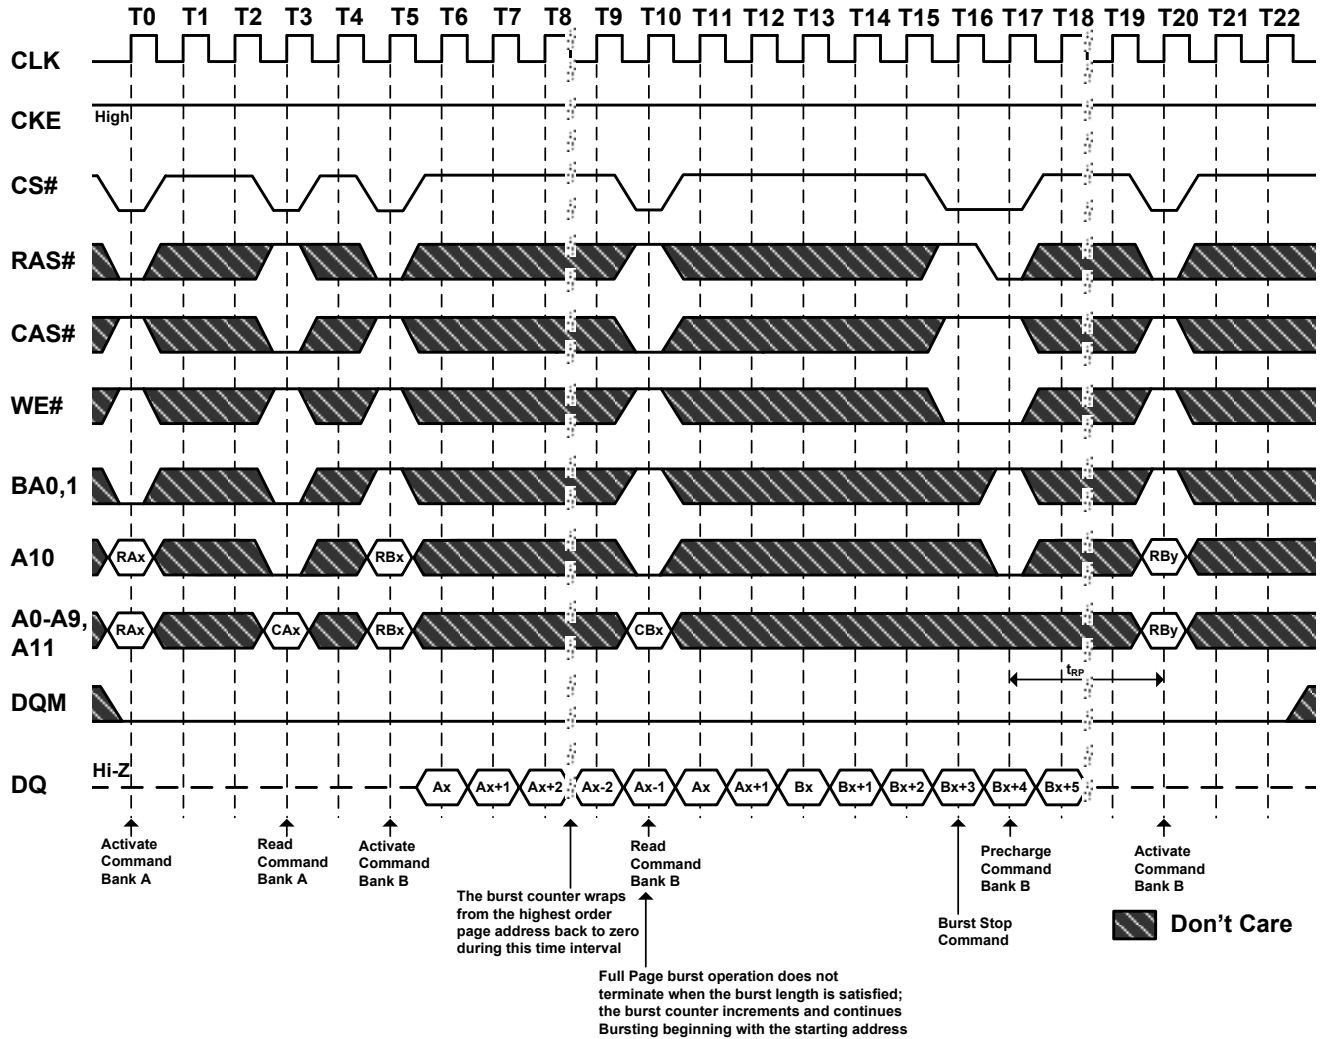 T0 T1 T2 T3 T4 T5 T6 T7 T8 T9 T10 T11 T12 T13 T14 T15 T16 T17 T18 T19 T20 T21 T22
CLK
CKE High
CS#
RAS#
CAS#
WE#
BA0,1
A10 RAx RBx RBy
A0-A9,
A11 RAx CAx RBx CBx RBy
tRP
DQM
DQ Hi-Z Ax Ax+1 Ax+2 Ax-2 Ax-1 Ax Ax+1 Bx Bx+1 Bx+2 Bx+3 Bx+4 Bx+5
Activate
Command
Bank A
Read
Command
Bank A
Activate
Command
Bank B
The burst counter wraps
from the highest order
page address back to zero
during this time interval
Read
Command
Bank B
Full Page burst operation does not
terminate when the burst length is satisfied;
the burst counter increments and continues
Bursting beginning with the starting address
Burst Stop
Command
Precharge
Command
Bank B
Activate
Command
Bank B
Don't Care